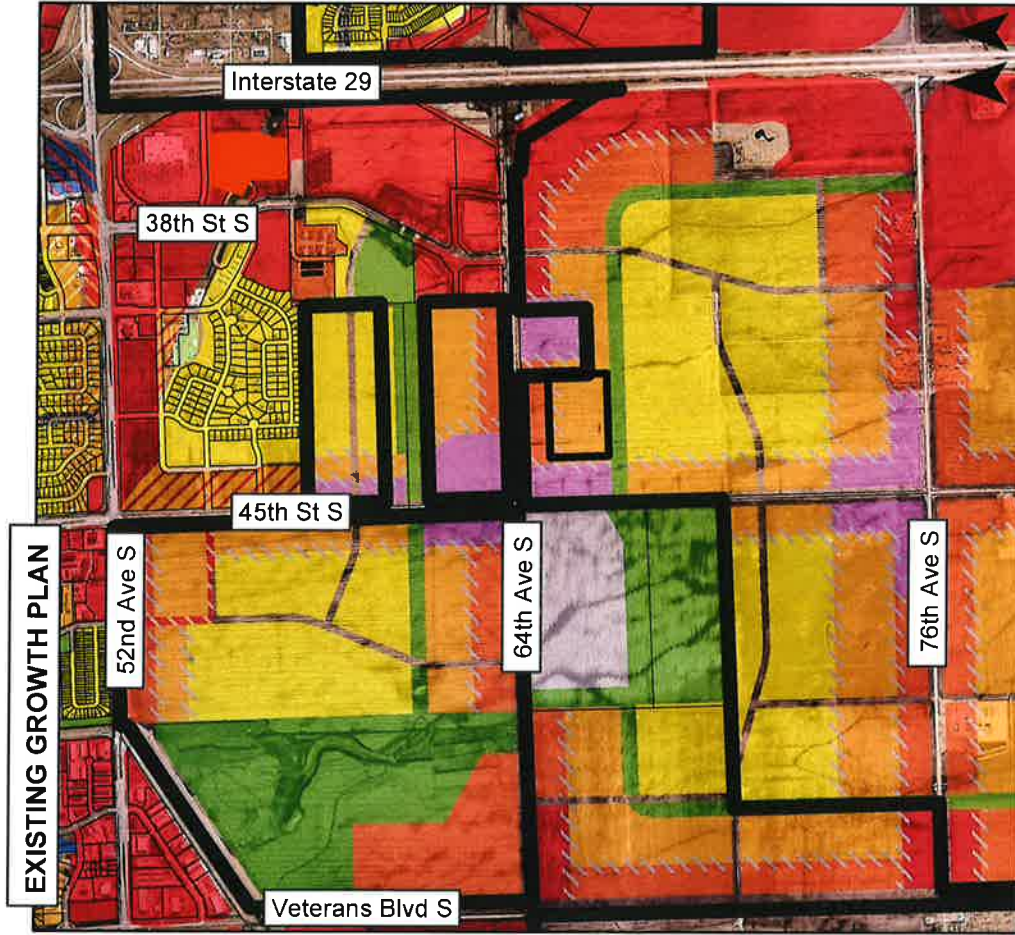 Interstate 29
38th St S
45th St S
EXISTING GROWTH PLAN
52nd Ave S
64th Ave S
76th Ave S
Veterans Blvd S